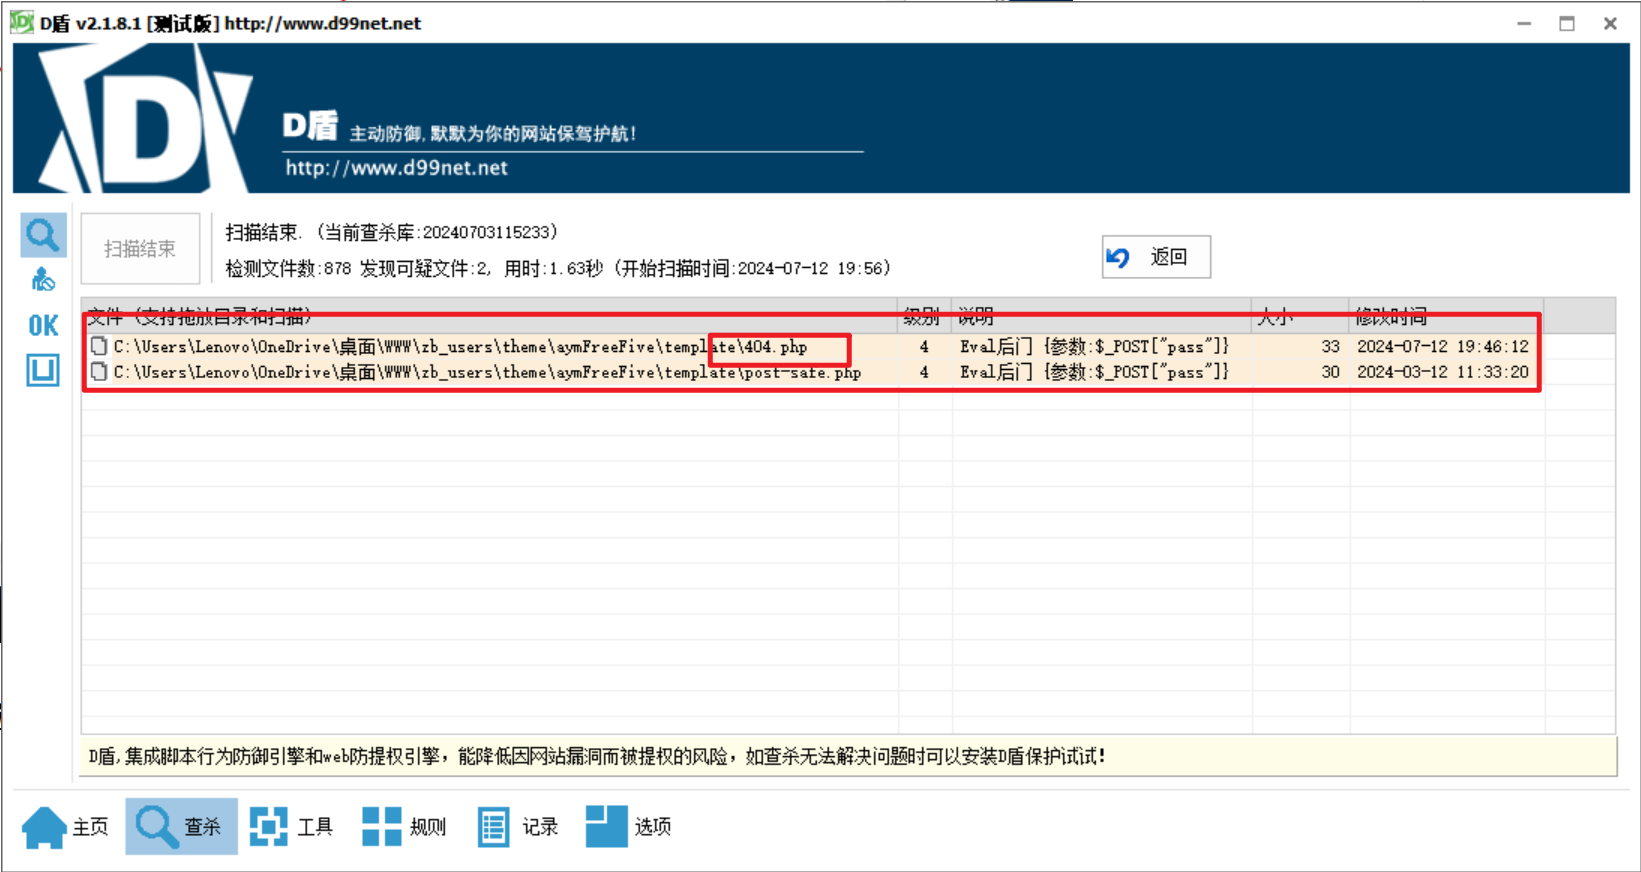 D盾 v2.1.8.1 [测试版] http://www.d99net.net
D
D盾 主动防御,默默为你的网站保驾护航!
http://www.d99net.net
扫描结束
扫描结束. (当前查杀库:20240703115233)
检测文件数:878 发现可疑文件:2, 用时:1.63秒 (开始扫描时间:2024-07-12 19:56)
返回
OK
文件 (支持拖放目录和扫描) 级别 说明 大小 修改时间
C:\Users\Lenovo\OneDrive\桌面\WWW\zb_users\theme\aymFreeFive\template\404.php 4 Eval后门 {参数:$_POST["pass"]} 33 2024-07-12 19:46:12
C:\Users\Lenovo\OneDrive\桌面\WWW\zb_users\theme\aymFreeFive\template\post-safe.php 4 Eval后门 {参数:$_POST["pass"]} 30 2024-03-12 11:33:20
D盾,集成脚本行为防御引擎和web防提权引擎，能降低因网站漏洞而被提权的风险，如查杀无法解决问题时可以安装D盾保护试试!
主页 查杀 工具 规则 记录 选项